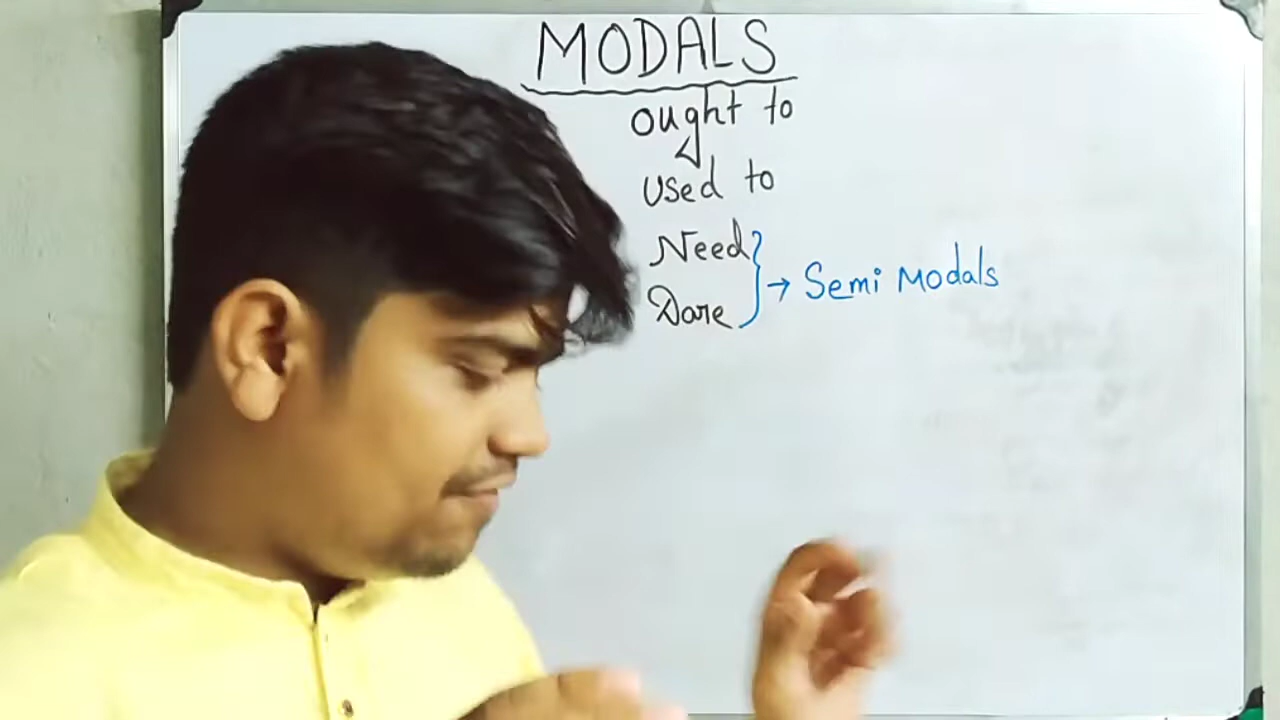 MODALS
ought to
Used to
Need
Dare
} → Semi Modals